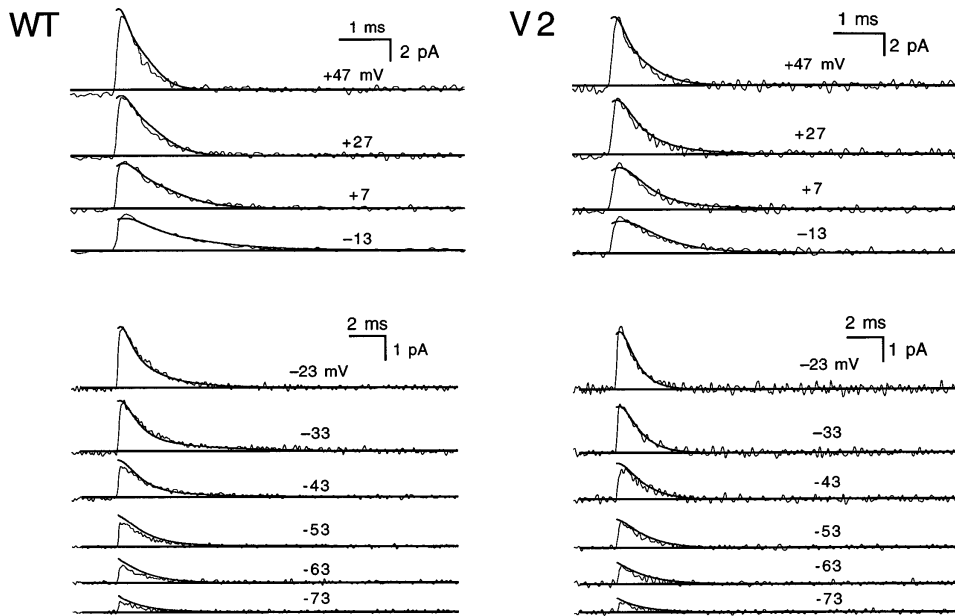 WT
1 ms
2 pA
+47 mV
+27
+7
–13
2 ms
1 pA
–23 mV
–33
-43
-53
-63
-73
V 2
1 ms
2 pA
+47 mV
+27
+7
–13
2 ms
1 pA
–23 mV
–33
-43
-53
-63
-73